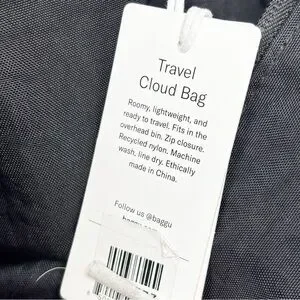 Travel
Cloud Bag
Roomy, lightweight, and
ready to travel. Fits in the
overhead bin. Zip closure.
Recycled nylon. Machine
wash, line dry. Ethically
made in China.
Follow us @baggu